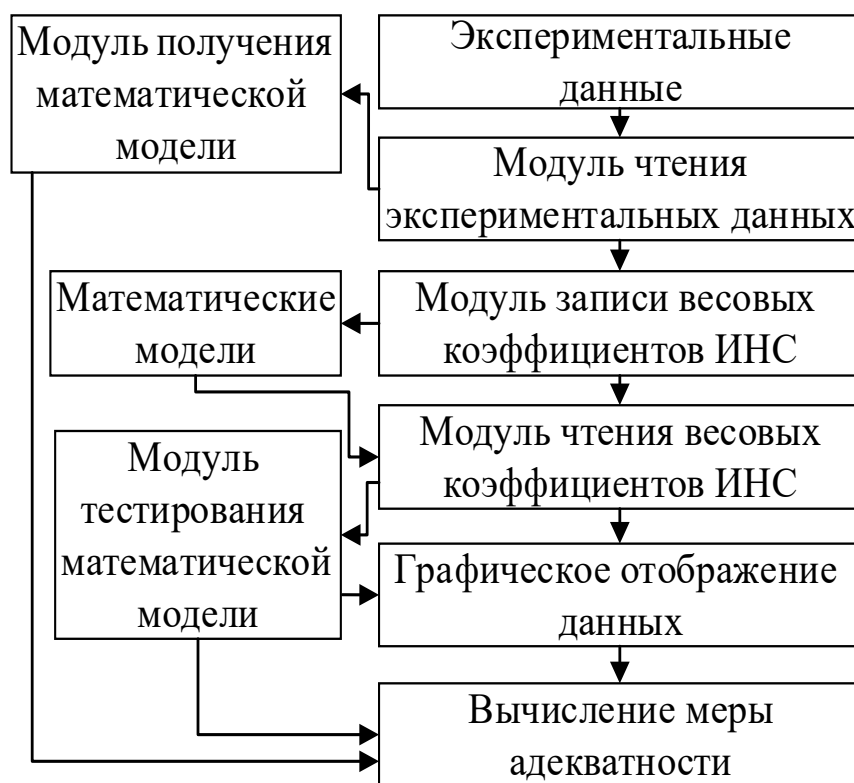 Модуль получения
математической
модели
Экспериментальные
данные
Модуль чтения
экспериментальных данных
Математические
модели
Модуль записи весовых
коэффициентов ИНС
Модуль чтения весовых
коэффициентов ИНС
Модуль
тестирования
математической
модели
Графическое отображение
данных
Вычисление меры
адекватности